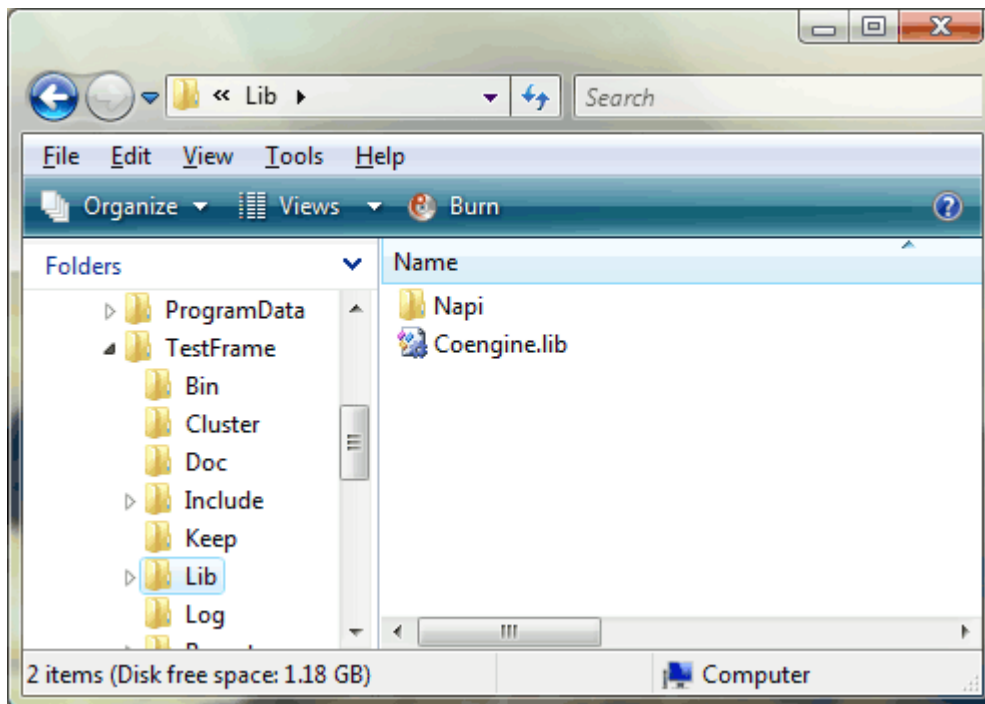 « Lib
Search
File Edit View Tools Help
Organize Views Burn
Folders
Name
ProgramData
Napi
TestFrame
Coengine.lib
Bin
Cluster
Doc
Include
Keep
Lib
Log
2 items (Disk free space: 1.18 GB)
Computer